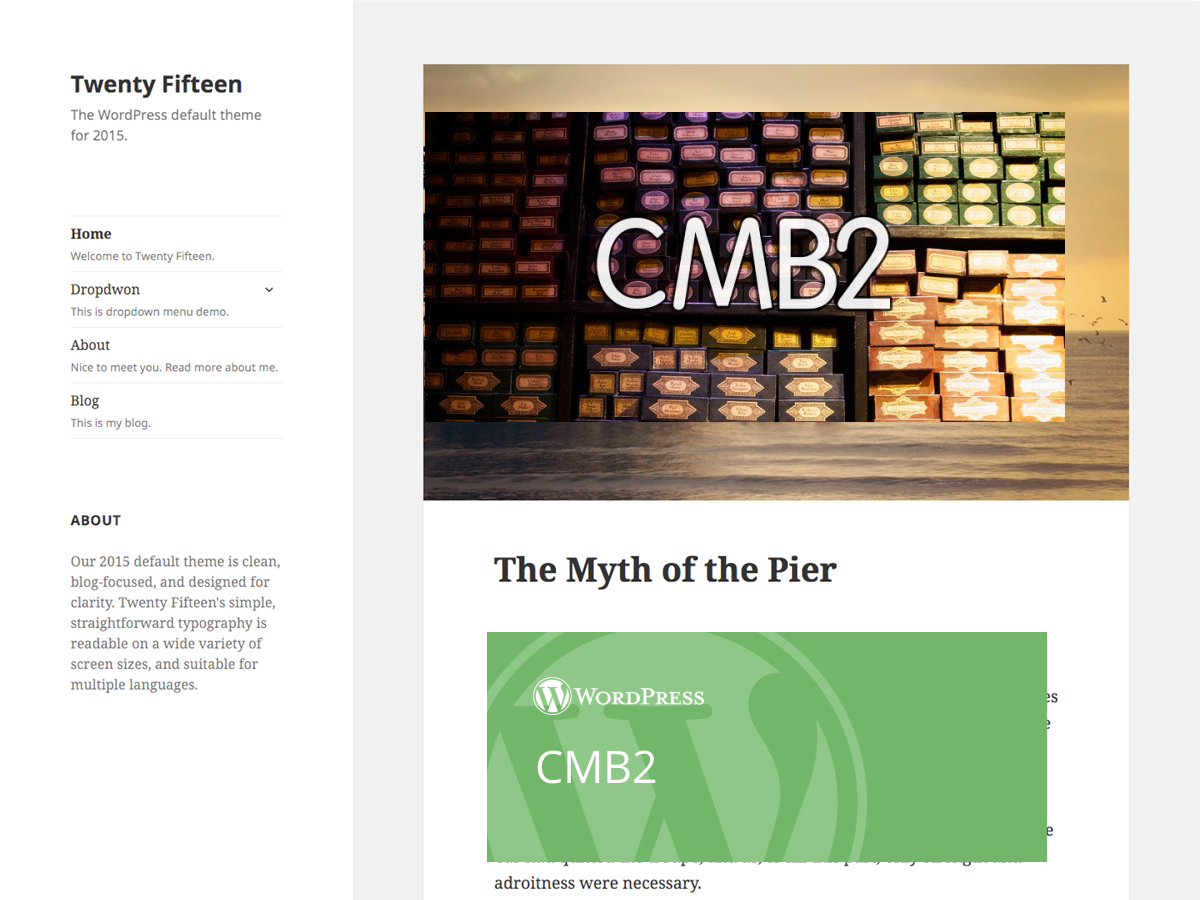 Twenty Fifteen
The WordPress default theme
for 2015.
Home
Welcome to Twenty Fifteen.
Dropdwon
This is dropdown menu demo.
About
Nice to meet you. Read more about me.
Blog
This is my blog.
ABOUT
Our 2015 default theme is clean,
blog-focused, and designed for
clarity. Twenty Fifteen's simple,
straightforward typography is
readable on a wide variety of
screen sizes, and suitable for
multiple languages.
CMB2
The Myth of the Pier
WORDPRESS
CMB2
adroitness were necessary.